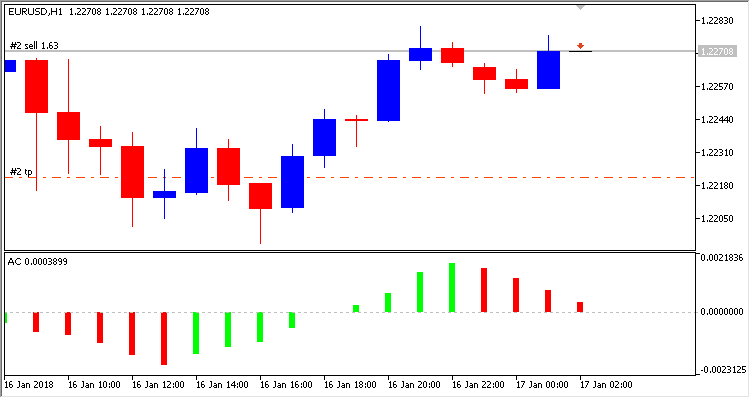 EURUSD,H1 1.22708 1.22708 1.22708 1.22708
1.22830
#2 sell 1.63
1.22708
1.22570
1.22440
1.22310
#2 tp
1.22180
1.22050
AC 0.0003899
0.0021836
0.0000000
-0.0023125
16 Jan 2018 16 Jan 10:00 16 Jan 12:00 16 Jan 14:00 16 Jan 16:00 16 Jan 18:00 16 Jan 20:00 16 Jan 22:00 17 Jan 00:00 17 Jan 02:00